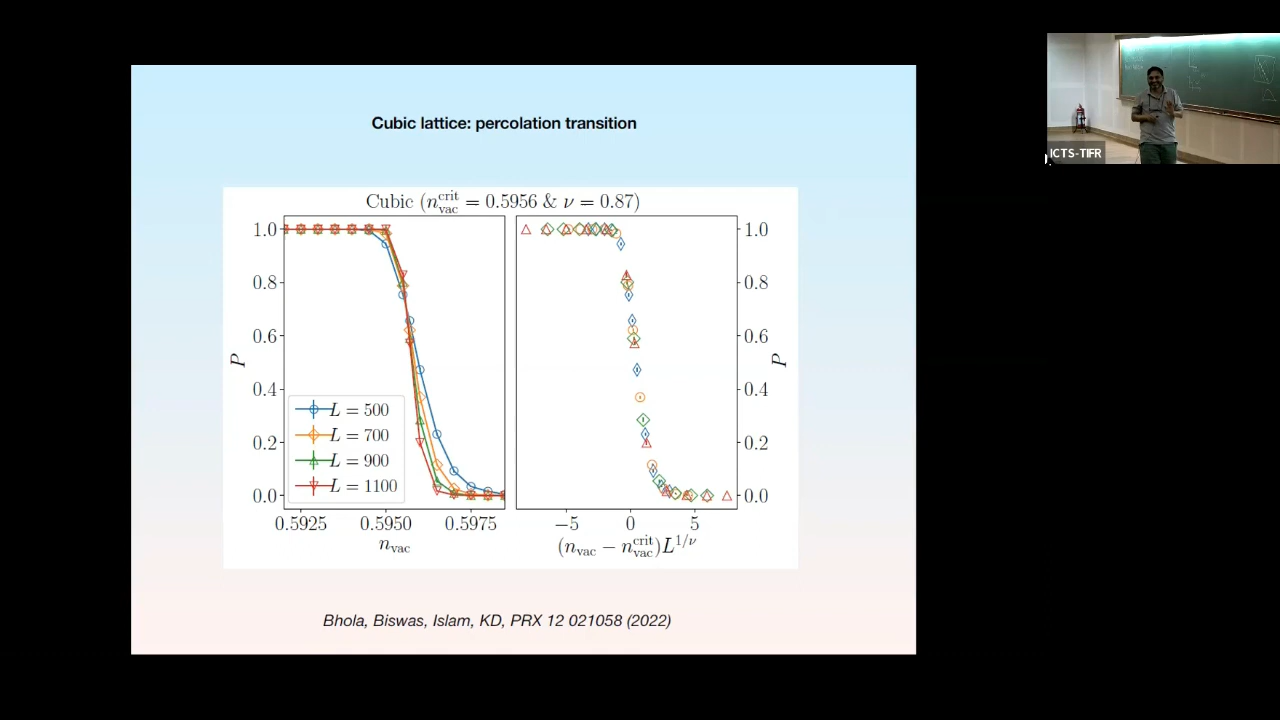 Cubic lattice: percolation transition
Cubic (n_vac^crit = 0.5956 & ν = 0.87)
1.0
0.8
0.6
0.4
0.2
0.0
P
L = 500
L = 700
L = 900
L = 1100
0.5925 0.5950 0.5975
n_vac
−5 0 5
(n_vac − n_vac^crit)L^1/ν
1.0
0.8
0.6
0.4
0.2
0.0
P
Bhola, Biswas, Islam, KD, PRX 12 021058 (2022)
ICTS-TIFR